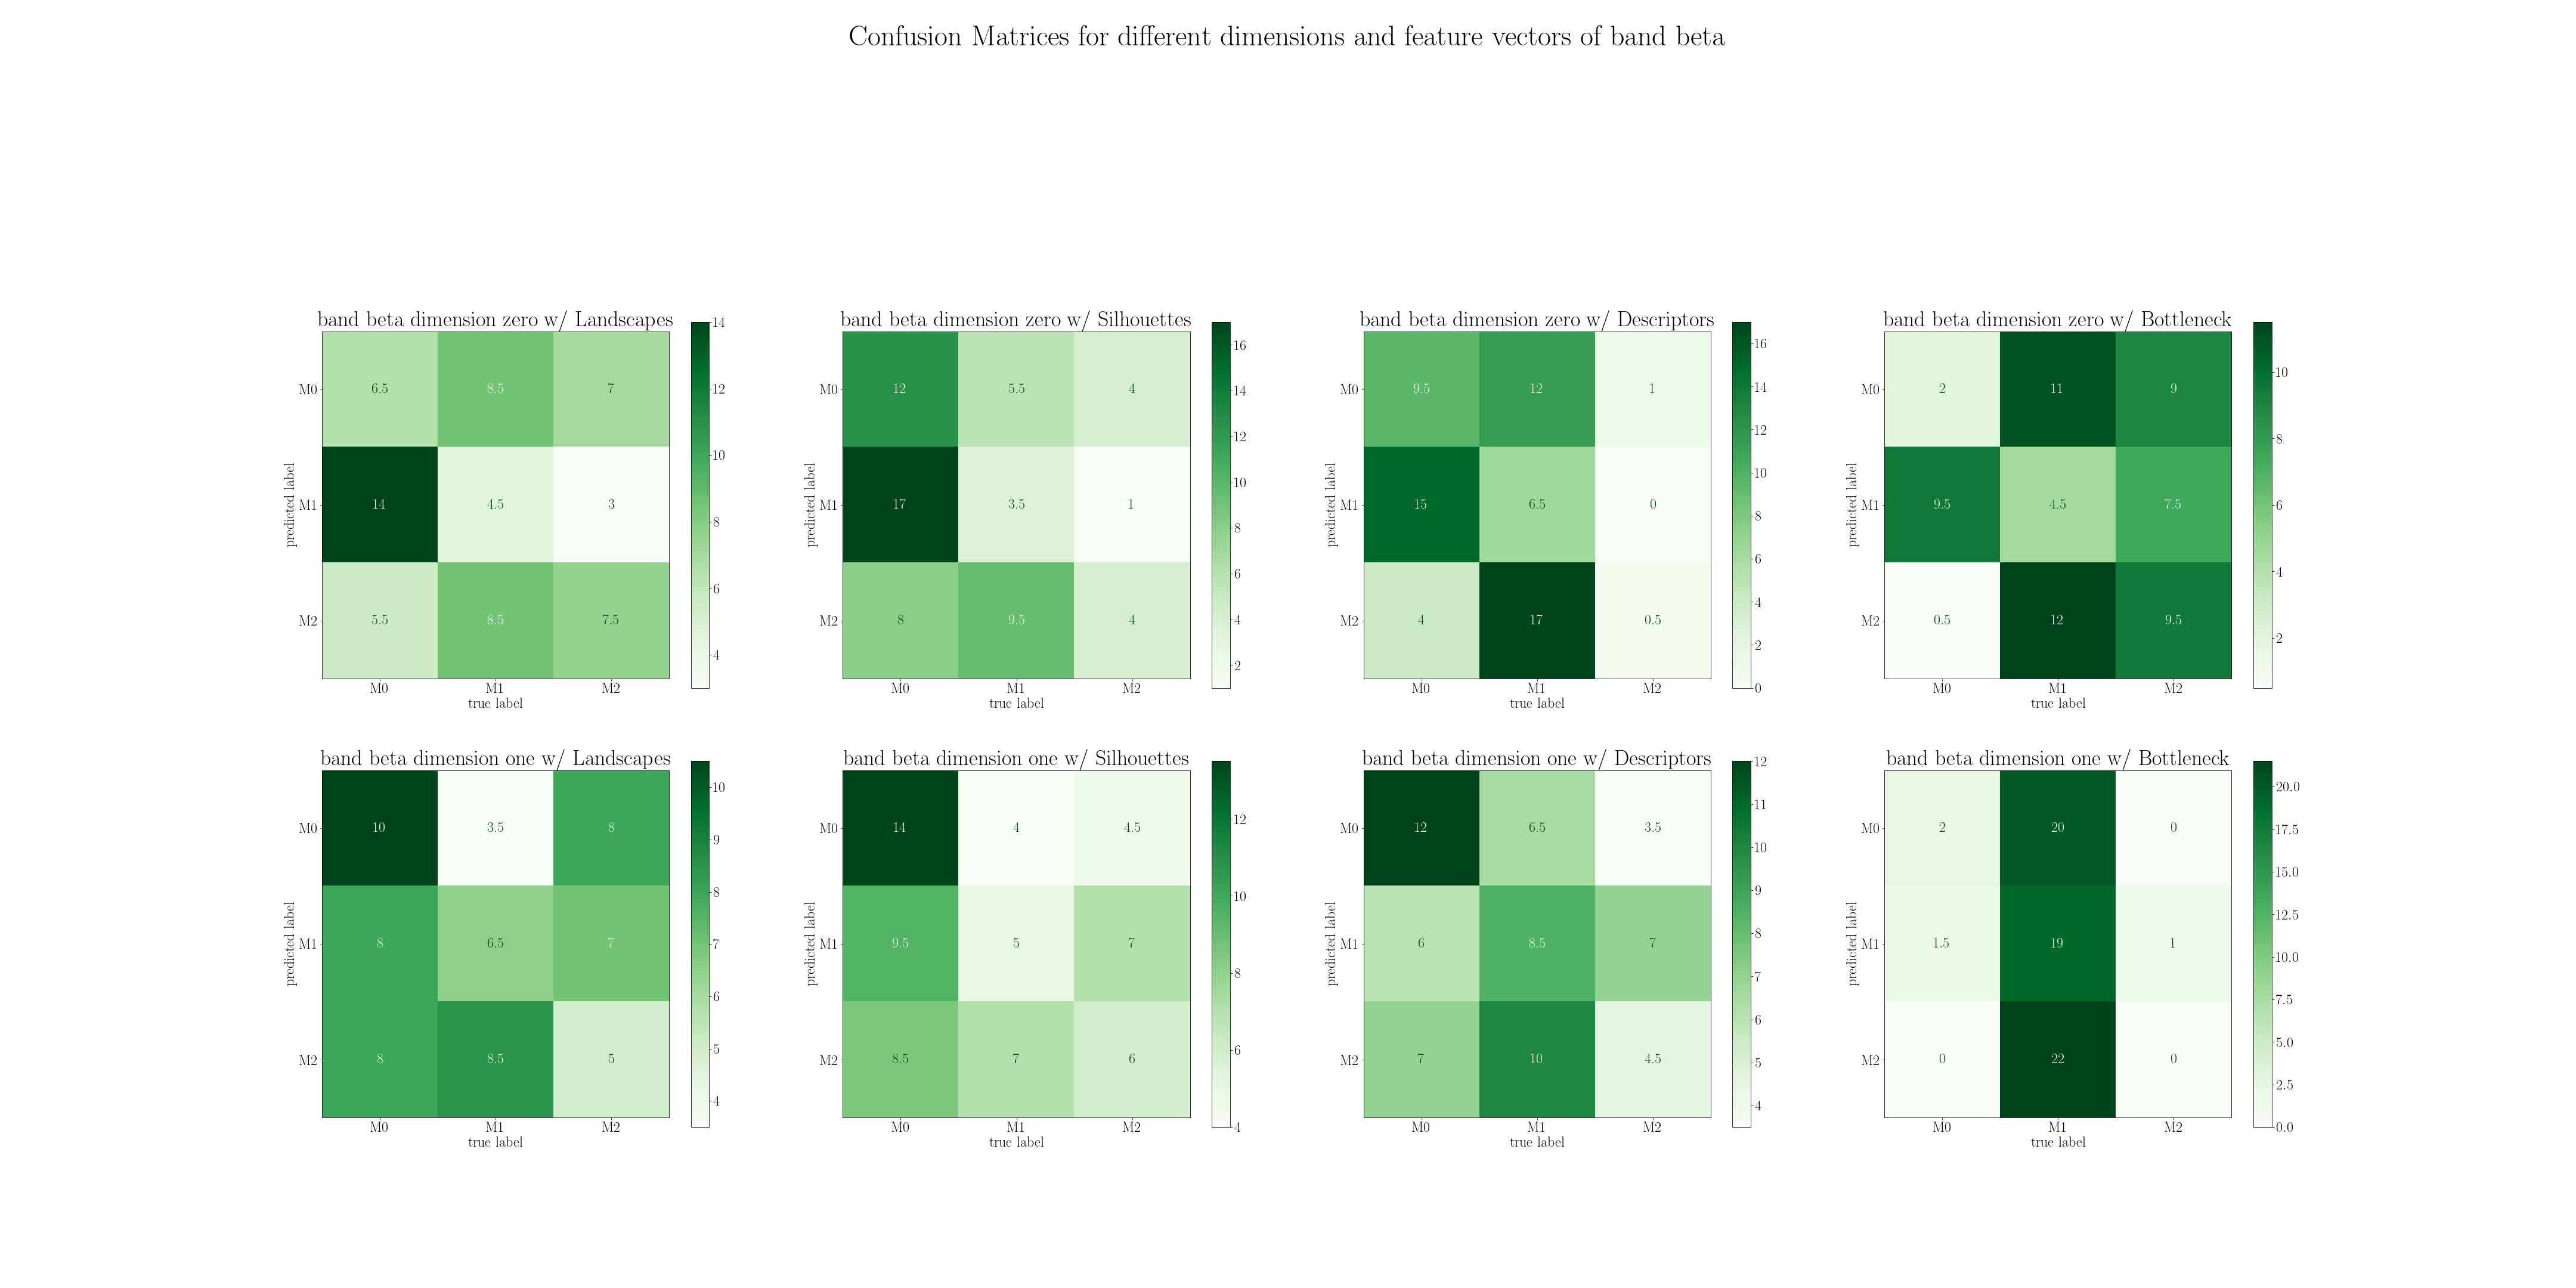 Confusion Matrices for different dimensions and feature vectors of band beta
band beta dimension zero w/ Landscapes
predicted label
M0 6.5 8.5 7
M1 14 4.5 3
M2 5.5 8.5 7.5
M0 M1 M2
true label
14
12
10
8
6
4
band beta dimension zero w/ Silhouettes
predicted label
M0 12 5.5 4
M1 17 3.5 1
M2 8 9.5 4
M0 M1 M2
true label
16
14
12
10
8
6
4
2
band beta dimension zero w/ Descriptors
predicted label
M0 9.5 12 1
M1 15 6.5 0
M2 4 17 0.5
M0 M1 M2
true label
16
14
12
10
8
6
4
2
0
band beta dimension zero w/ Bottleneck
predicted label
M0 2 11 9
M1 9.5 4.5 7.5
M2 0.5 12 9.5
M0 M1 M2
true label
10
8
6
4
2
band beta dimension one w/ Landscapes
predicted label
M0 10 3.5 8
M1 8 6.5 7
M2 8 8.5 5
M0 M1 M2
true label
10
9
8
7
6
5
4
band beta dimension one w/ Silhouettes
predicted label
M0 14 4 4.5
M1 9.5 5 7
M2 8.5 7 6
M0 M1 M2
true label
12
10
8
6
4
band beta dimension one w/ Descriptors
predicted label
M0 12 6.5 3.5
M1 6 8.5 7
M2 7 10 4.5
M0 M1 M2
true label
12
11
10
9
8
7
6
5
4
band beta dimension one w/ Bottleneck
predicted label
M0 2 20 0
M1 1.5 19 1
M2 0 22 0
M0 M1 M2
true label
20.0
17.5
15.0
12.5
10.0
7.5
5.0
2.5
0.0